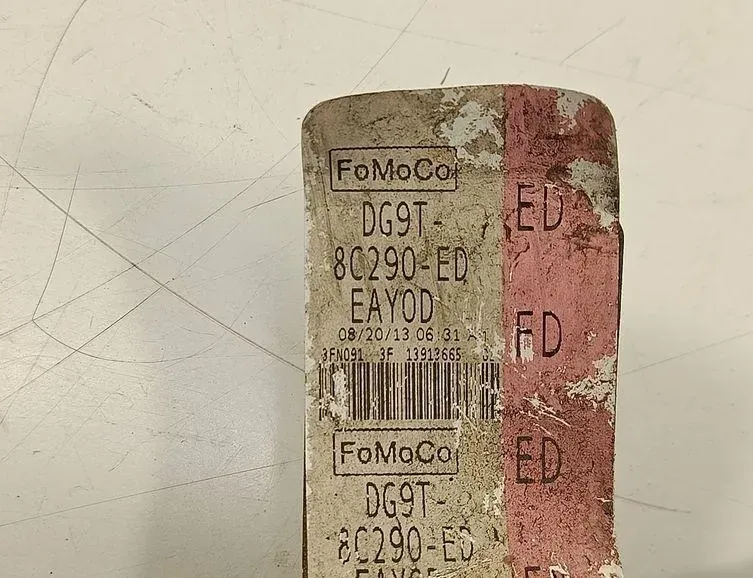 FoMoCo
DG9T-
8C290-ED
EAYOD
08/20/13 06:31
3FN091 3F 13913665
FoMoCo
DG9T-
8C290-ED
ED
ED
ED